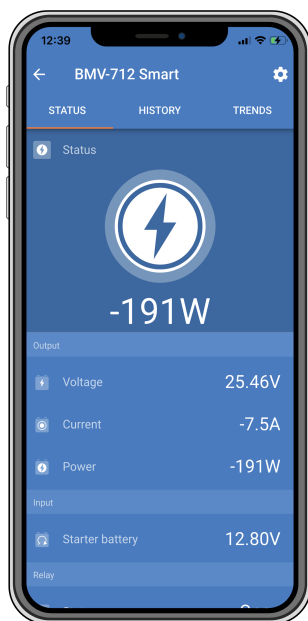 12:39
BMV-712 Smart
STATUS HISTORY TRENDS
Status
-191W
Output
Voltage 25.46V
Current -7.5A
Power -191W
Input
Starter battery 12.80V
Relay